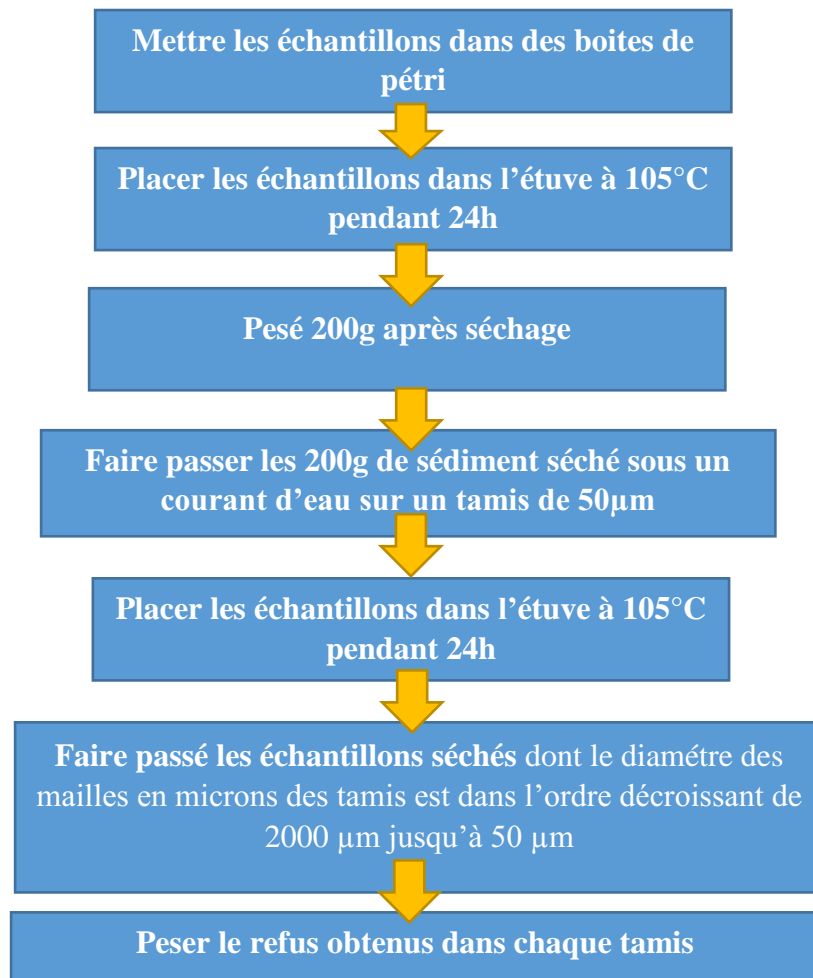 Mettre les échantillons dans des boites de
pétri
Placer les échantillons dans l’étuve à 105°C
pendant 24h
Pesé 200g après séchage
Faire passer les 200g de sédiment séché sous un
courant d’eau sur un tamis de 50µm
Placer les échantillons dans l’étuve à 105°C
pendant 24h
Faire passé les échantillons séchés dont le diamétre des
mailles en microns des tamis est dans l’ordre décroissant de
2000 µm jusqu’à 50 µm
Peser le refus obtenus dans chaque tamis